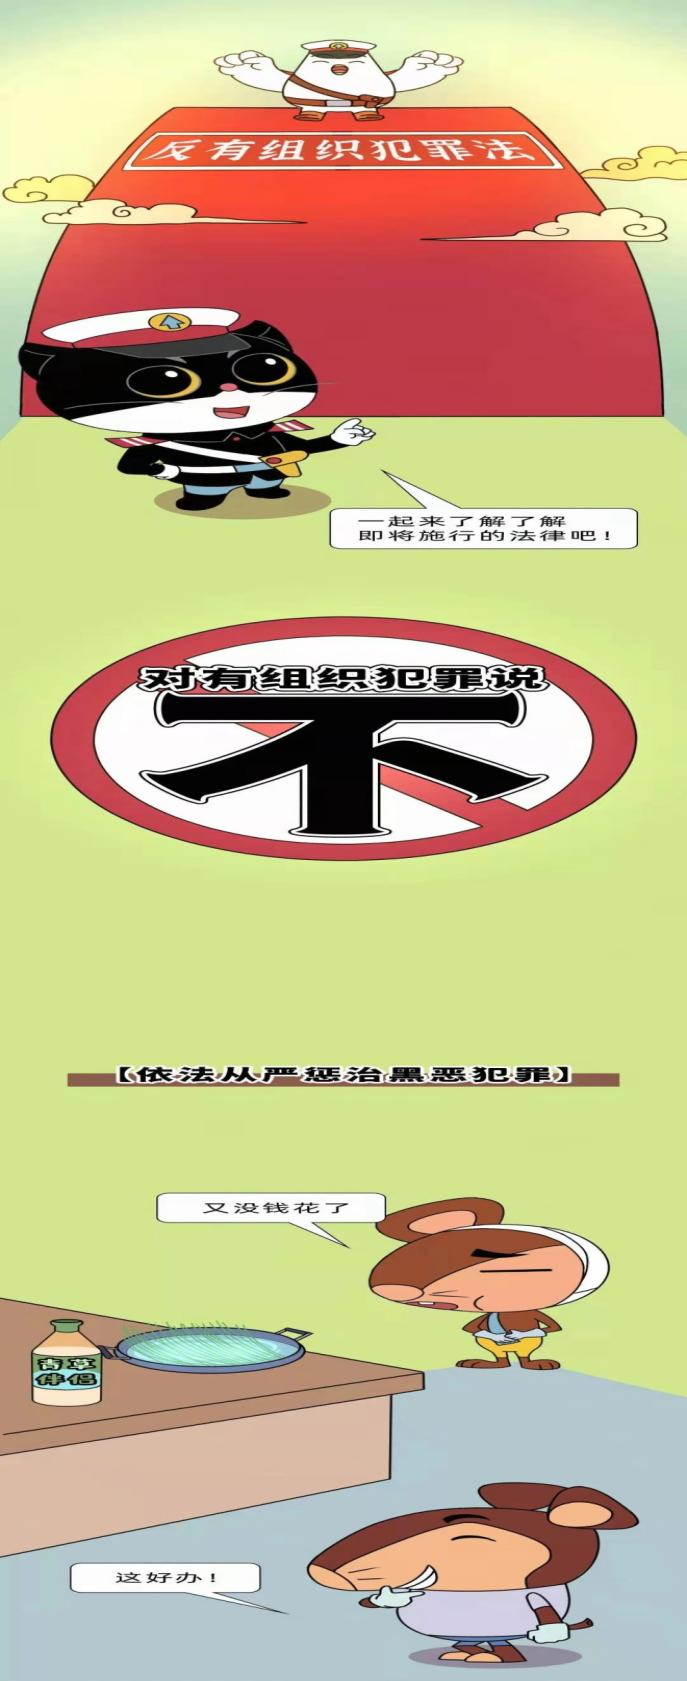 反有组织犯罪法
一起来了解了解
即将施行的法律吧！
对有组织犯罪说
不
【依法从严惩治黑恶犯罪】
又没钱花了
青草
伴侣
这好办！